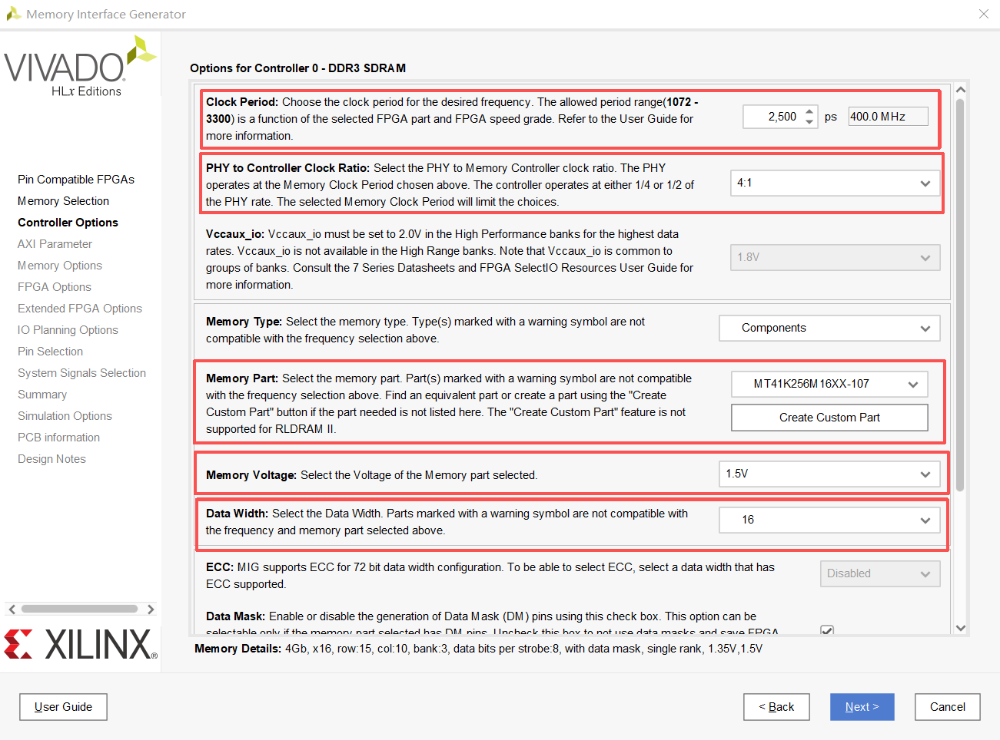 Memory Interface Generator
VIVADO
HLx Editions
Pin Compatible FPGAs
Memory Selection
Controller Options
AXI Parameter
Memory Options
FPGA Options
Extended FPGA Options
IO Planning Options
Pin Selection
System Signals Selection
Summary
Simulation Options
PCB information
Design Notes
XILINX®
Options for Controller 0 - DDR3 SDRAM
Clock Period: Choose the clock period for the desired frequency. The allowed period range(1072 -
3300) is a function of the selected FPGA part and FPGA speed grade. Refer to the User Guide for
more information.
2,500 ps 400.0 MHz
PHY to Controller Clock Ratio: Select the PHY to Memory Controller clock ratio. The PHY
operates at the Memory Clock Period chosen above. The controller operates at either 1/4 or 1/2 of
the PHY rate. The selected Memory Clock Period will limit the choices.
4:1
Vccaux_io: Vccaux_io must be set to 2.0V in the High Performance banks for the highest data
rates. Vccaux_io is not available in the High Range banks. Note that Vccaux_io is common to
groups of banks. Consult the 7 Series Datasheets and FPGA SelectIO Resources User Guide for
more information.
1.8V
Memory Type: Select the memory type. Type(s) marked with a warning symbol are not
compatible with the frequency selection above.
Components
Memory Part: Select the memory part. Part(s) marked with a warning symbol are not compatible
with the frequency selection above. Find an equivalent part or create a part using the "Create
Custom Part" button if the part needed is not listed here. The "Create Custom Part" feature is not
supported for RLDRAM II.
MT41K256M16XX-107
Create Custom Part
Memory Voltage: Select the Voltage of the Memory part selected.
1.5V
Data Width: Select the Data Width. Parts marked with a warning symbol are not compatible with
the frequency and memory part selected above.
16
ECC: MIG supports ECC for 72 bit data width configuration. To be able to select ECC, select a data width that has
ECC supported.
Disabled
Data Mask: Enable or disable the generation of Data Mask (DM) pins using this check box. This option can be
selectable only if the memory part selected has DM pins. Uncheck this box to not use data masks and save FPGA
Memory Details: 4Gb, x16, row:15, col:10, bank:3, data bits per strobe:8, with data mask, single rank, 1.35V,1.5V
User Guide
< Back
Next >
Cancel